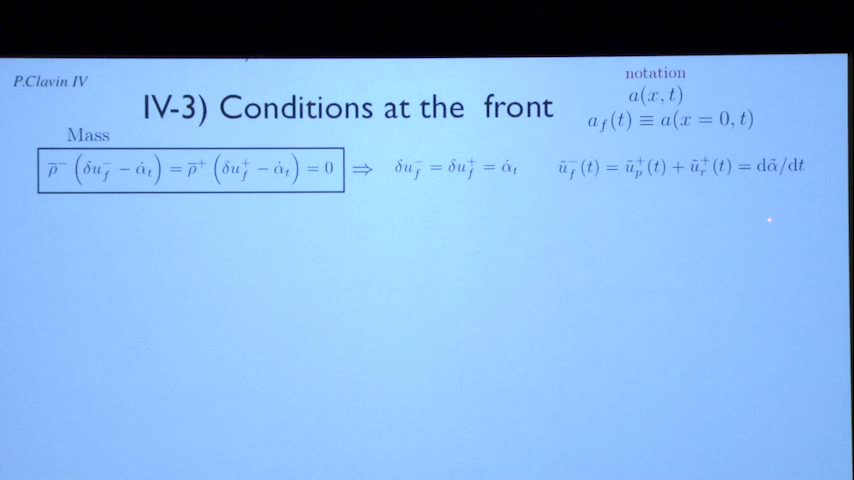 P.Clavin IV
notation
IV-3) Conditions at the front
a(x, t)
a_f(t) ≡ a(x = 0, t)
Mass
ρ̅⁻ (δu_f⁻ − α̇_t) = ρ̅⁺ (δu_f⁺ − α̇_t) = 0 ⇒ δu_f⁻ = δu_f⁺ = α̇_t ũ_f⁻(t) = ũ_p⁺(t) + ũ_r⁺(t) = dα̃/dt